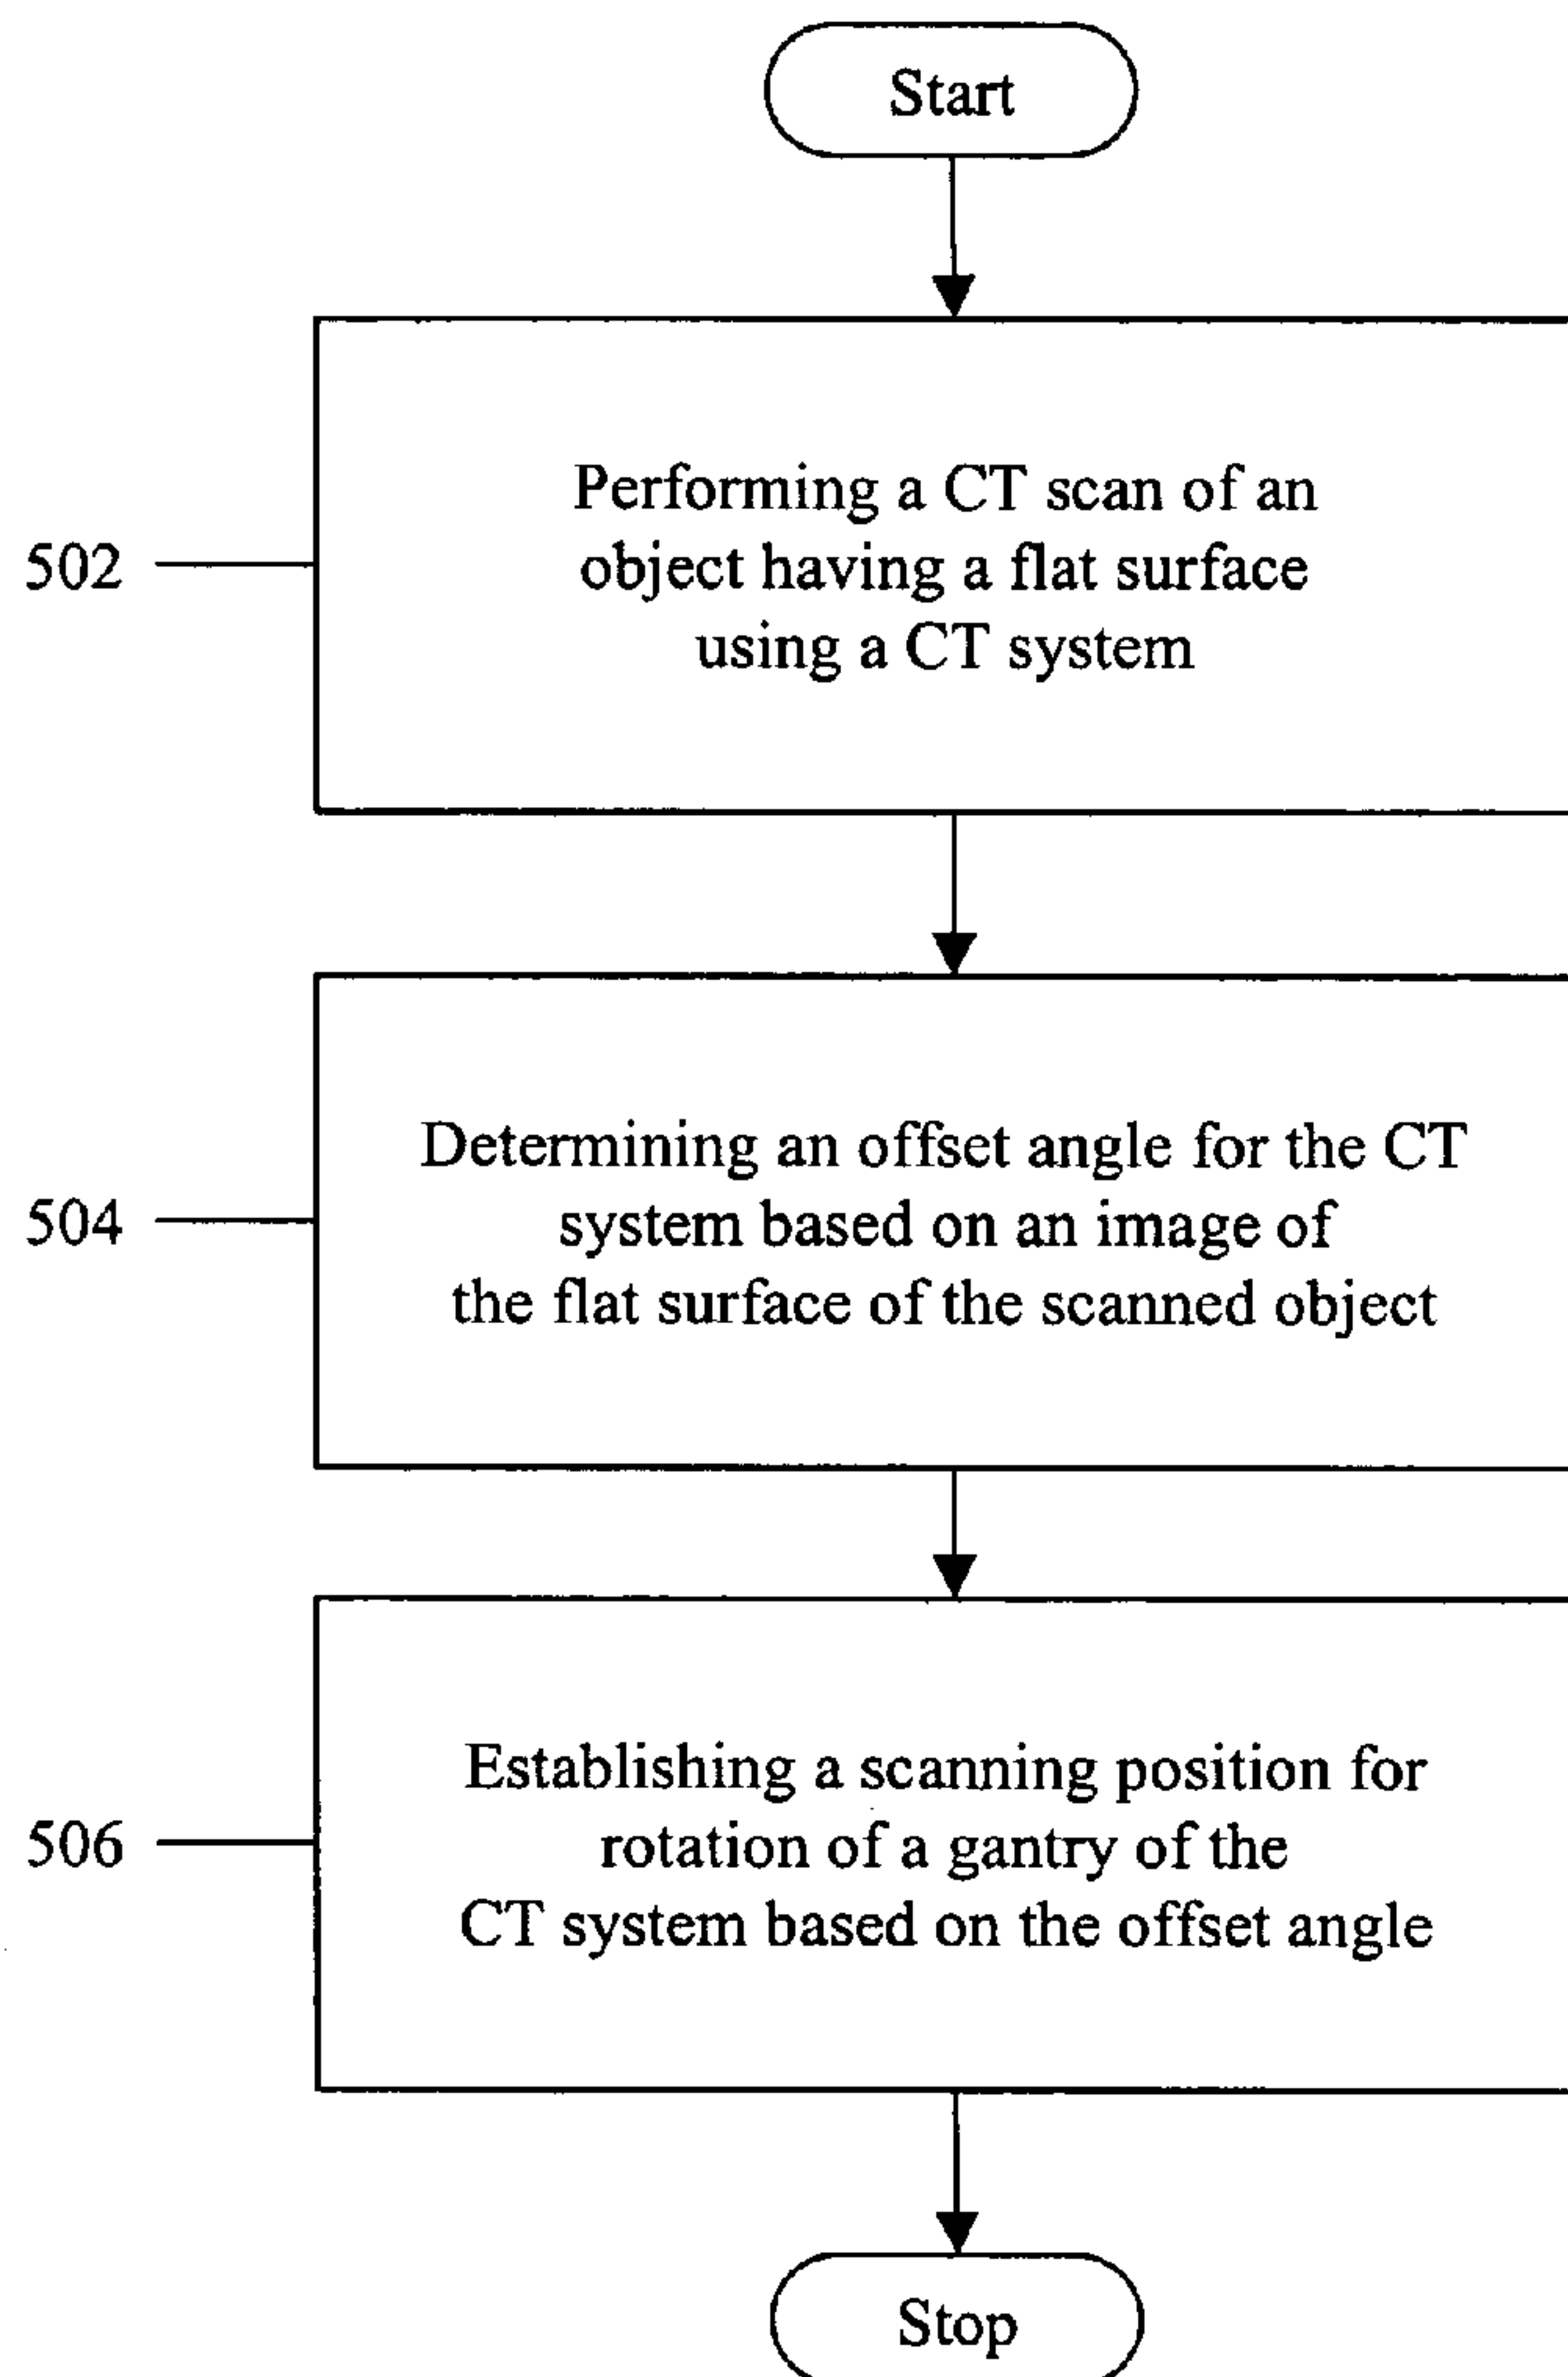 Start
Performing a CT scan of an
object having a flat surface
using a CT system
502
Determining an offset angle for the CT
system based on an image of
the flat surface of the scanned object
504
Establishing a scanning position for
rotation of a gantry of the
CT system based on the offset angle
506
Stop